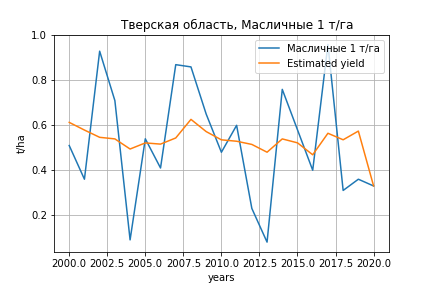 Тверская область, Масличные 1 т/га
Масличные 1 т/га
Estimated yield
t/ha
1.0
0.8
0.6
0.4
0.2
2000.0 2002.5 2005.0 2007.5 2010.0 2012.5 2015.0 2017.5 2020.0
years